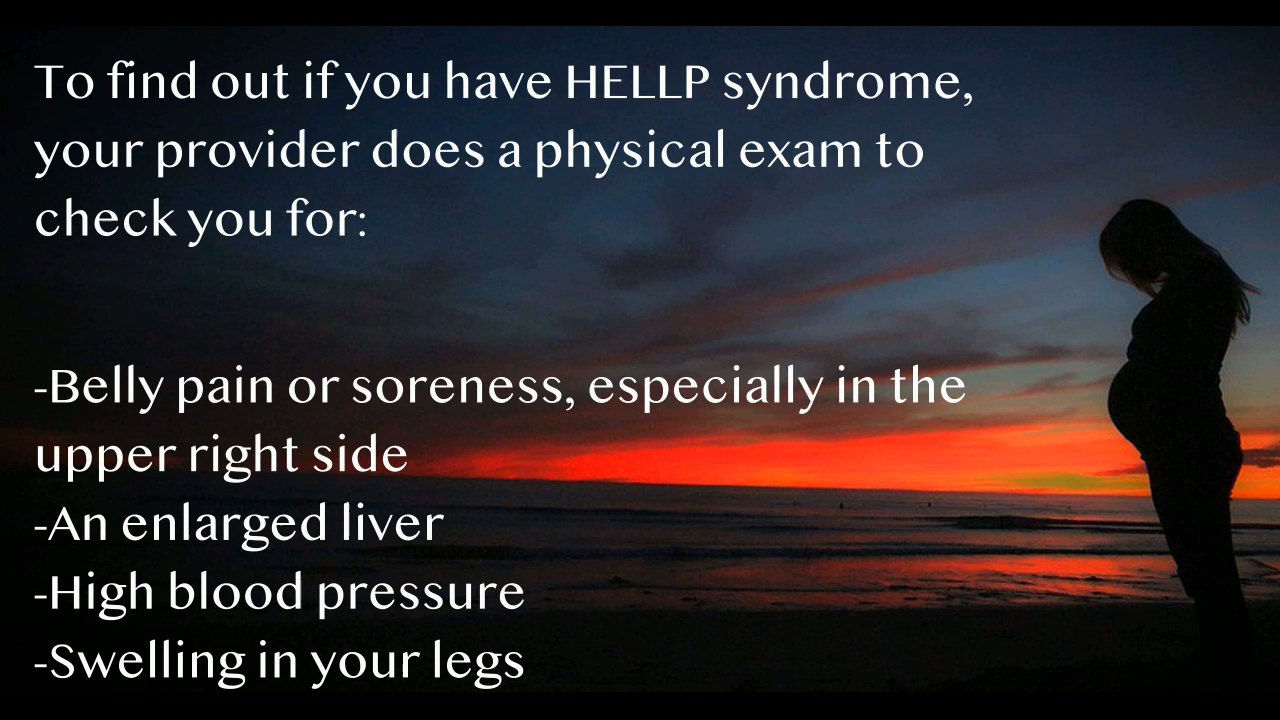 To find out if you have HELLP syndrome,
your provider does a physical exam to
check you for:
-Belly pain or soreness, especially in the
upper right side
-An enlarged liver
-High blood pressure
-Swelling in your legs